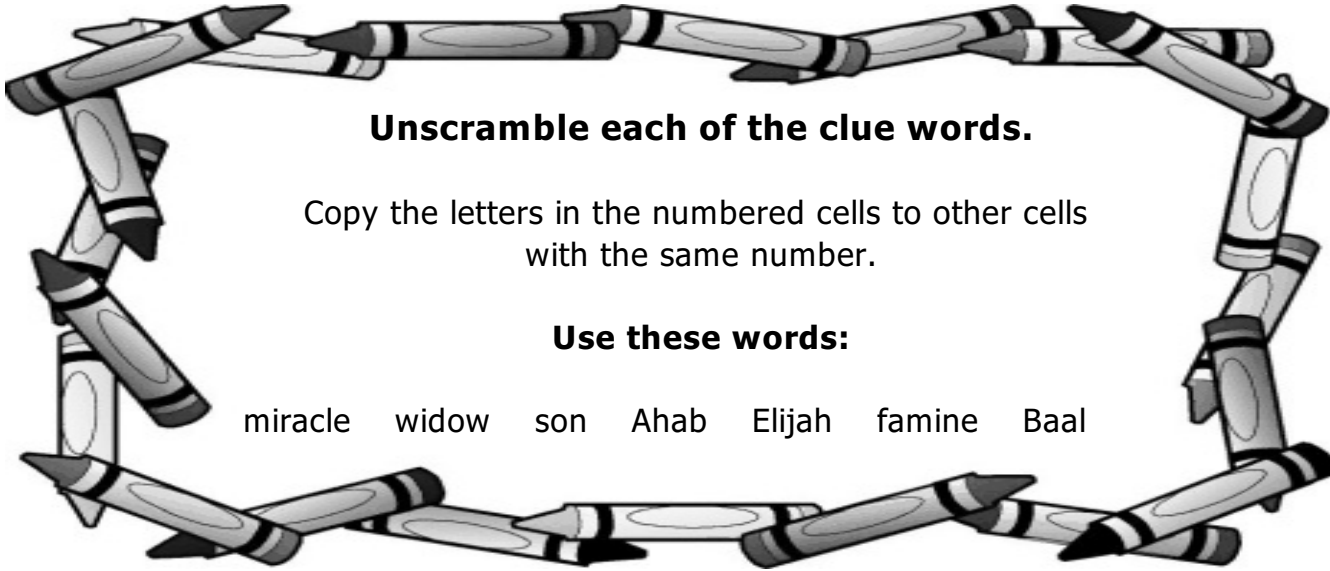 Unscramble each of the clue words.
Copy the letters in the numbered cells to other cells
with the same number.
Use these words:
miracle widow son Ahab Elijah famine Baal